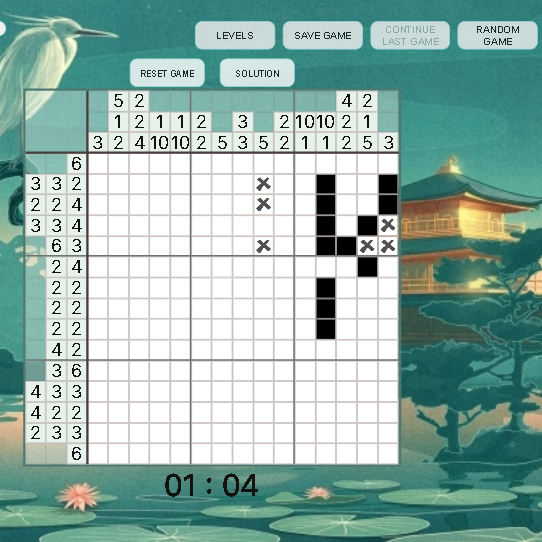 LEVELS SAVE GAME CONTINUE LAST GAME RANDOM GAME
RESET GAME SOLUTION
5 2 4 2
1 2 1 1 2 3 2 10 10 2 1
3 2 4 10 10 2 5 3 5 2 1 1 2 5 3
6
3 3 2
2 2 4
3 3 4
6 3
2 4
2 2
2 2
2 2
4 2
3 6
4 3 3
4 2 2
2 3 3
6
01 : 04